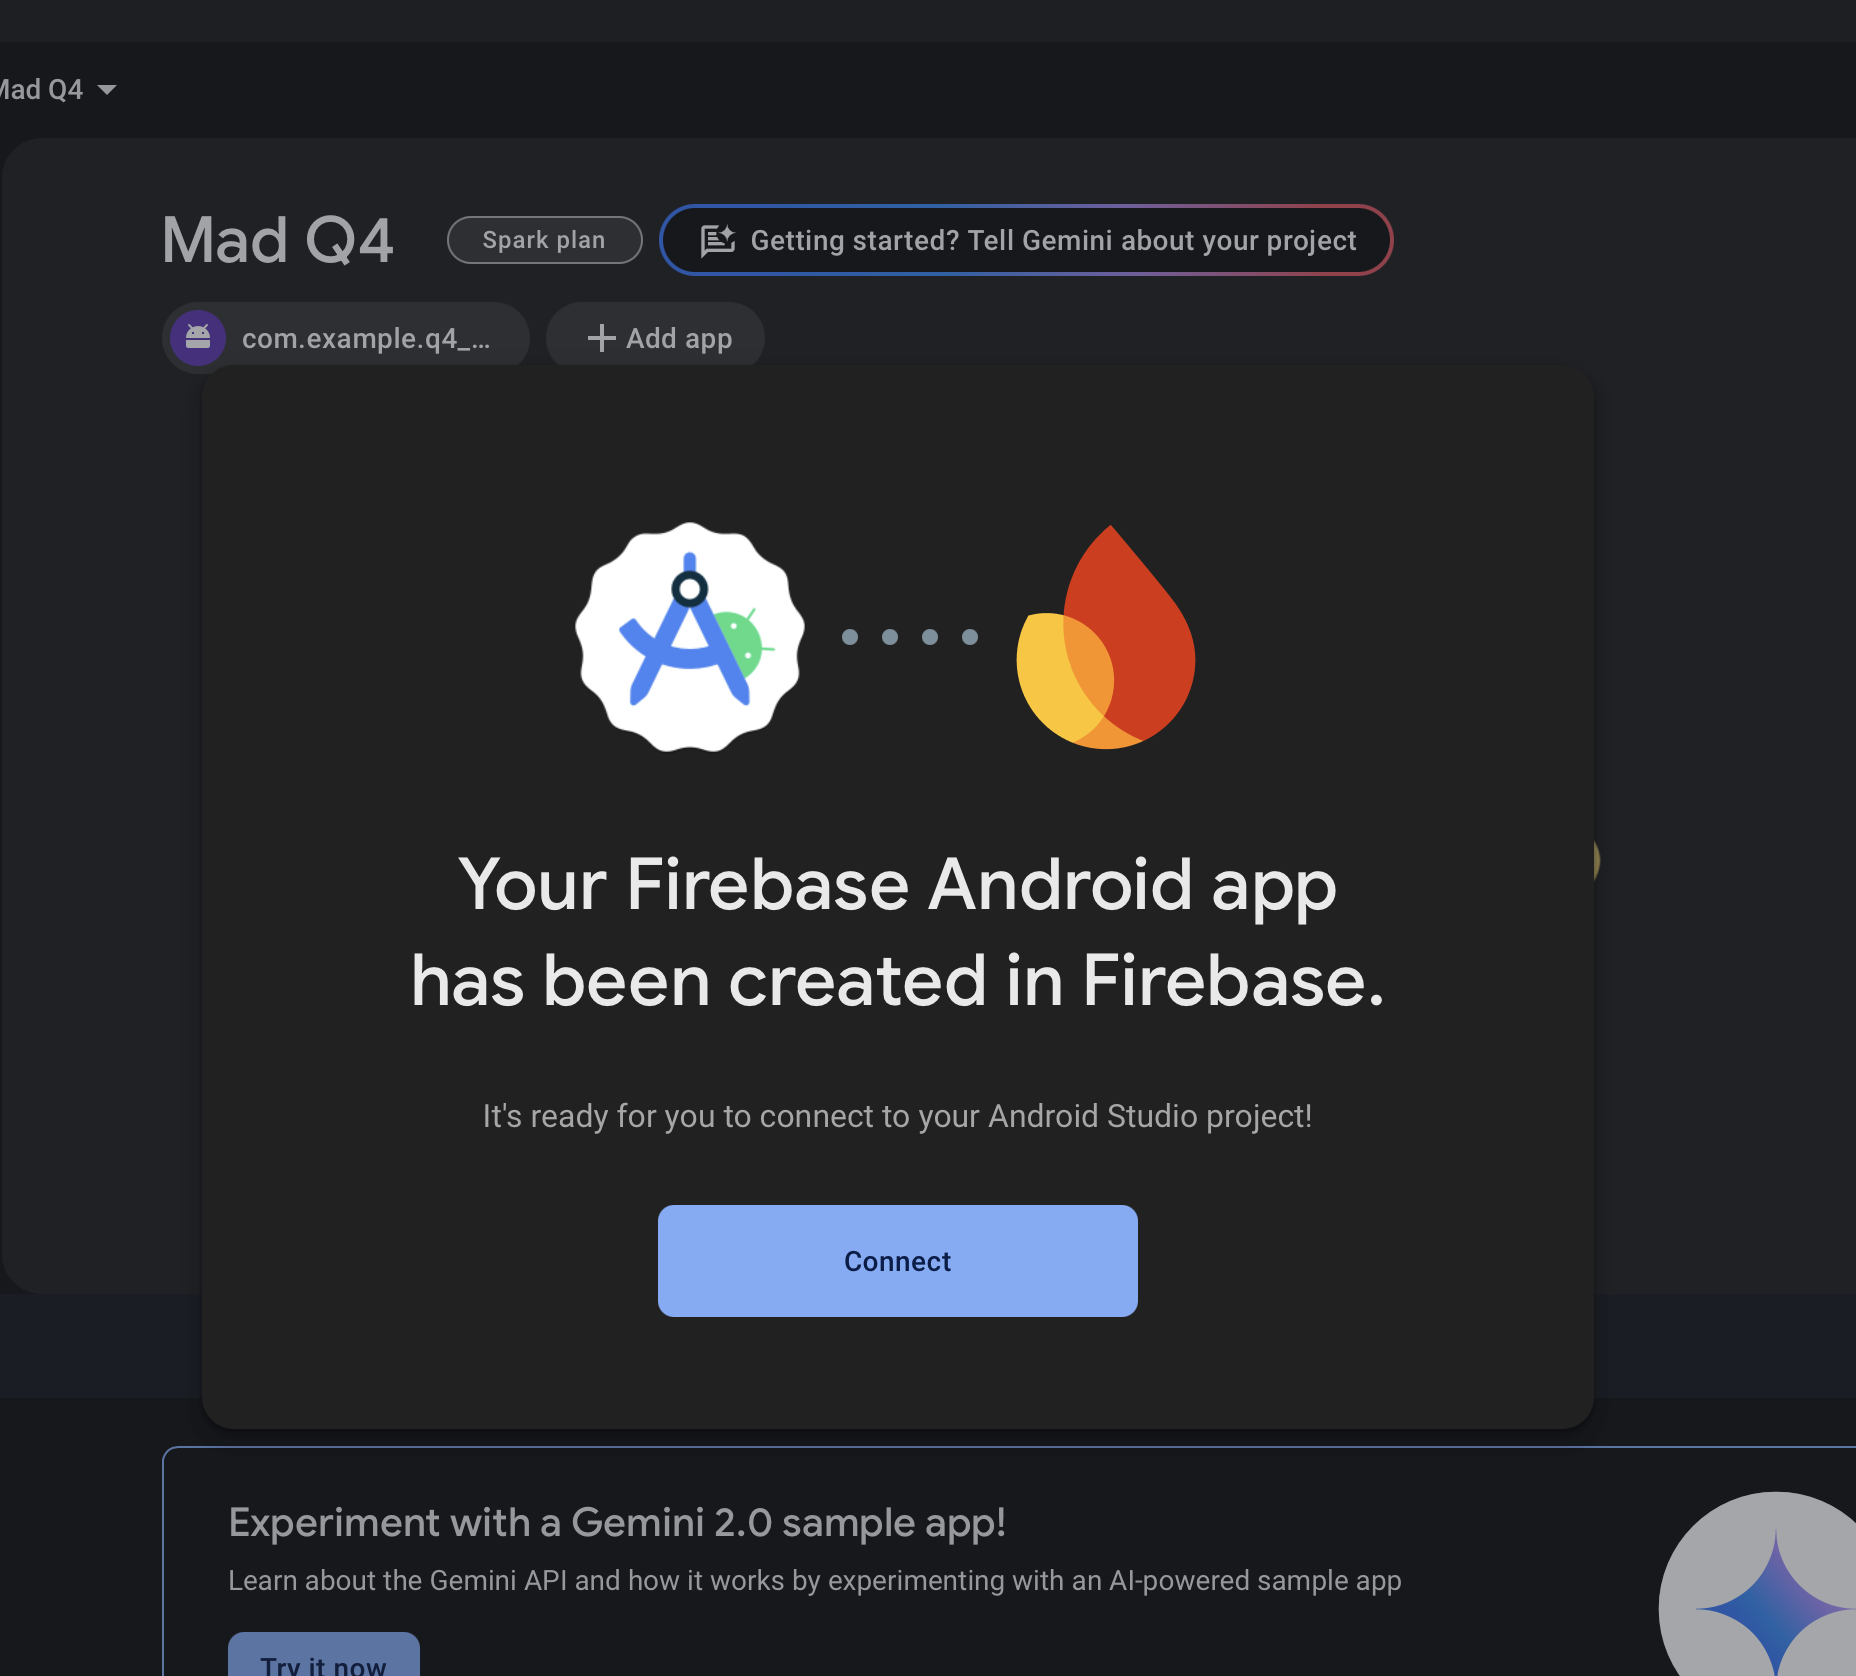 Mad Q4
Mad Q4
Spark plan
Getting started? Tell Gemini about your project
com.example.q4_...
Add app
Your Firebase Android app
has been created in Firebase.
It's ready for you to connect to your Android Studio project!
Connect
Experiment with a Gemini 2.0 sample app!
Learn about the Gemini API and how it works by experimenting with an AI-powered sample app
Try it now